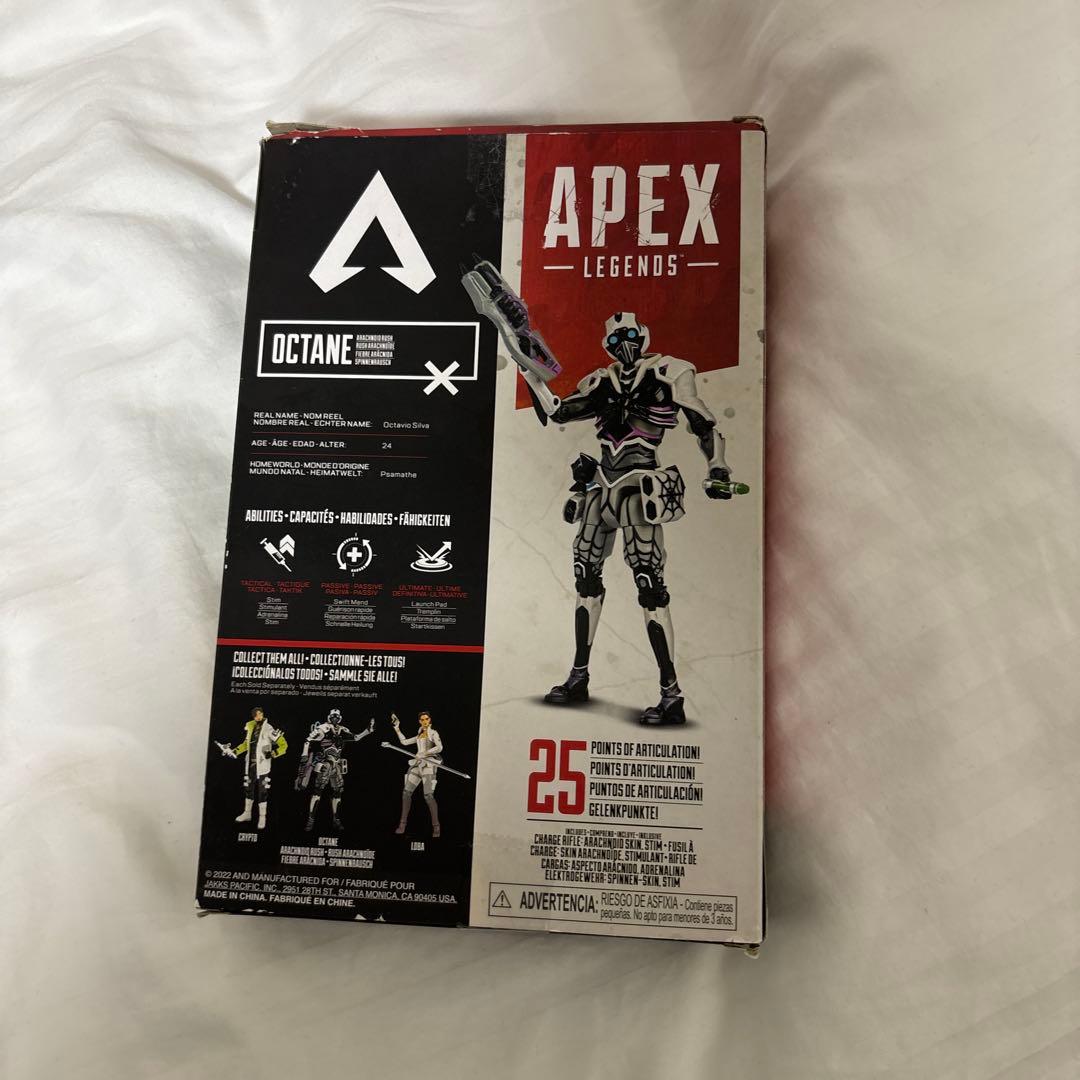 OCTANE
ARACHNOID RUSH
RUSH ARACHNOÏDE
FIEBRE ARÁCNIDA
SPINNENRAUSCH
REAL NAME - NOM REEL
NOMBRE REAL - ECHTER NAME: Octavio Silva
AGE - ÂGE - EDAD - ALTER: 24
HOMEWORLD - MONDE D'ORIGINE
MUNDO NATAL - HEIMATWELT: Psamathe
ABILITIES • CAPACITÉS • HABILIDADES • FÄHIGKEITEN
TACTICAL - TACTIQUE
TACTICA - TAKTIK
Stim
Stimulant
Adrenalina
Stim
PASSIVE - PASSIVE
PASIVA - PASSIV
Swift Mend
Guérison rapide
Reparación rápida
Schnelle Heilung
ULTIMATE - ULTIME
DEFINITIVA - ULTIMATIVE
Launch Pad
Tremplin
Plataforma de salto
Startkissen
COLLECT THEM ALL! • COLLECTIONNE-LES TOUS!
¡COLECCIÓNALOS TODOS! • SAMMLE SIE ALLE!
Each Sold Separately - Vendus séparément
A la venta por separado - Jeweils separat verkauft
CRYPTO
OCTANE
ARACHNOID RUSH • RUSH ARACHNOÏDE
FIEBRE ARÁCNIDA • SPINNENRAUSCH
LOBA
© 2022 AND MANUFACTURED FOR / FABRIQUÉ POUR
JAKKS PACIFIC, INC., 2951 28TH ST., SANTA MONICA, CA 90405 USA.
MADE IN CHINA. FABRIQUÉ EN CHINE.
APEX
LEGENDS™
25 POINTS OF ARTICULATION!
POINTS D'ARTICULATION!
PUNTOS DE ARTICULACIÓN!
GELENKPUNKTE!
INCLUDES • COMPREND • INCLUYE • INKLUSIVE
CHARGE RIFLE: ARACHNOID SKIN, STIM • FUSIL À
CHARGE: SKIN ARACHNOÏDE, STIMULANT • RIFLE DE
CARGAS: ASPECTO ARÁCNIDO, ADRENALINA
ELEKTROGEWEHR: SPINNEN-SKIN, STIM
ADVERTENCIA: RIESGO DE ASFIXIA - Contiene piezas
pequeñas. No apto para menores de 3 años.